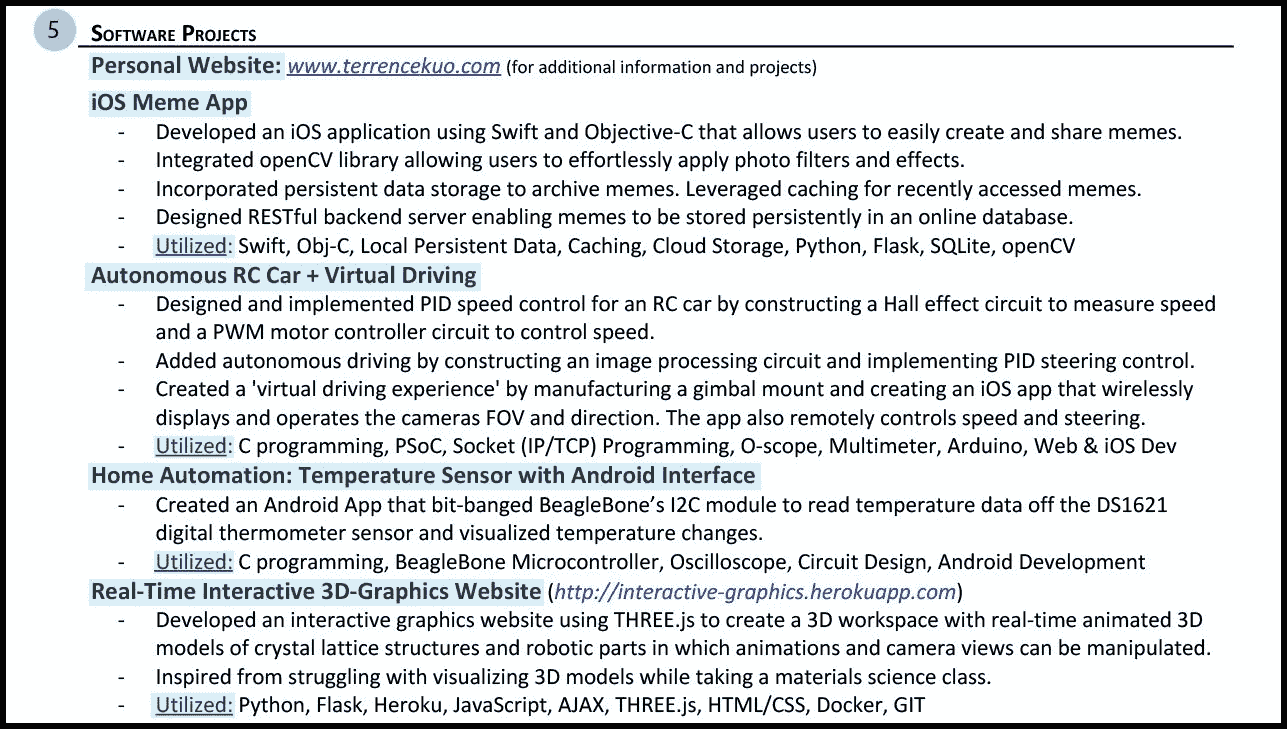 5 SOFTWARE PROJECTS
Personal Website: www.terrencekuo.com (for additional information and projects)
iOS Meme App
- Developed an iOS application using Swift and Objective-C that allows users to easily create and share memes.
- Integrated openCV library allowing users to effortlessly apply photo filters and effects.
- Incorporated persistent data storage to archive memes. Leveraged caching for recently accessed memes.
- Designed RESTful backend server enabling memes to be stored persistently in an online database.
- Utilized: Swift, Obj-C, Local Persistent Data, Caching, Cloud Storage, Python, Flask, SQLite, openCV
Autonomous RC Car + Virtual Driving
- Designed and implemented PID speed control for an RC car by constructing a Hall effect circuit to measure speed
and a PWM motor controller circuit to control speed.
- Added autonomous driving by constructing an image processing circuit and implementing PID steering control.
- Created a 'virtual driving experience' by manufacturing a gimbal mount and creating an iOS app that wirelessly
displays and operates the cameras FOV and direction. The app also remotely controls speed and steering.
- Utilized: C programming, PSoC, Socket (IP/TCP) Programming, O-scope, Multimeter, Arduino, Web & iOS Dev
Home Automation: Temperature Sensor with Android Interface
- Created an Android App that bit-banged BeagleBone’s I2C module to read temperature data off the DS1621
digital thermometer sensor and visualized temperature changes.
- Utilized: C programming, BeagleBone Microcontroller, Oscilloscope, Circuit Design, Android Development
Real-Time Interactive 3D-Graphics Website (http://interactive-graphics.herokuapp.com)
- Developed an interactive graphics website using THREE.js to create a 3D workspace with real-time animated 3D
models of crystal lattice structures and robotic parts in which animations and camera views can be manipulated.
- Inspired from struggling with visualizing 3D models while taking a materials science class.
- Utilized: Python, Flask, Heroku, JavaScript, AJAX, THREE.js, HTML/CSS, Docker, GIT